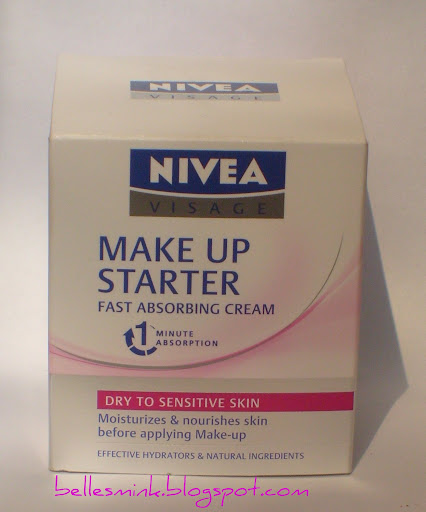 NIVEA
VISAGE
NIVEA
VISAGE
MAKE UP
STARTER
FAST ABSORBING CREAM
1 MINUTE
ABSORPTION
DRY TO SENSITIVE SKIN
Moisturizes & nourishes skin
before applying Make-up
EFFECTIVE HYDRATORS & NATURAL INGREDIENTS
bellesmink.blogspot.com